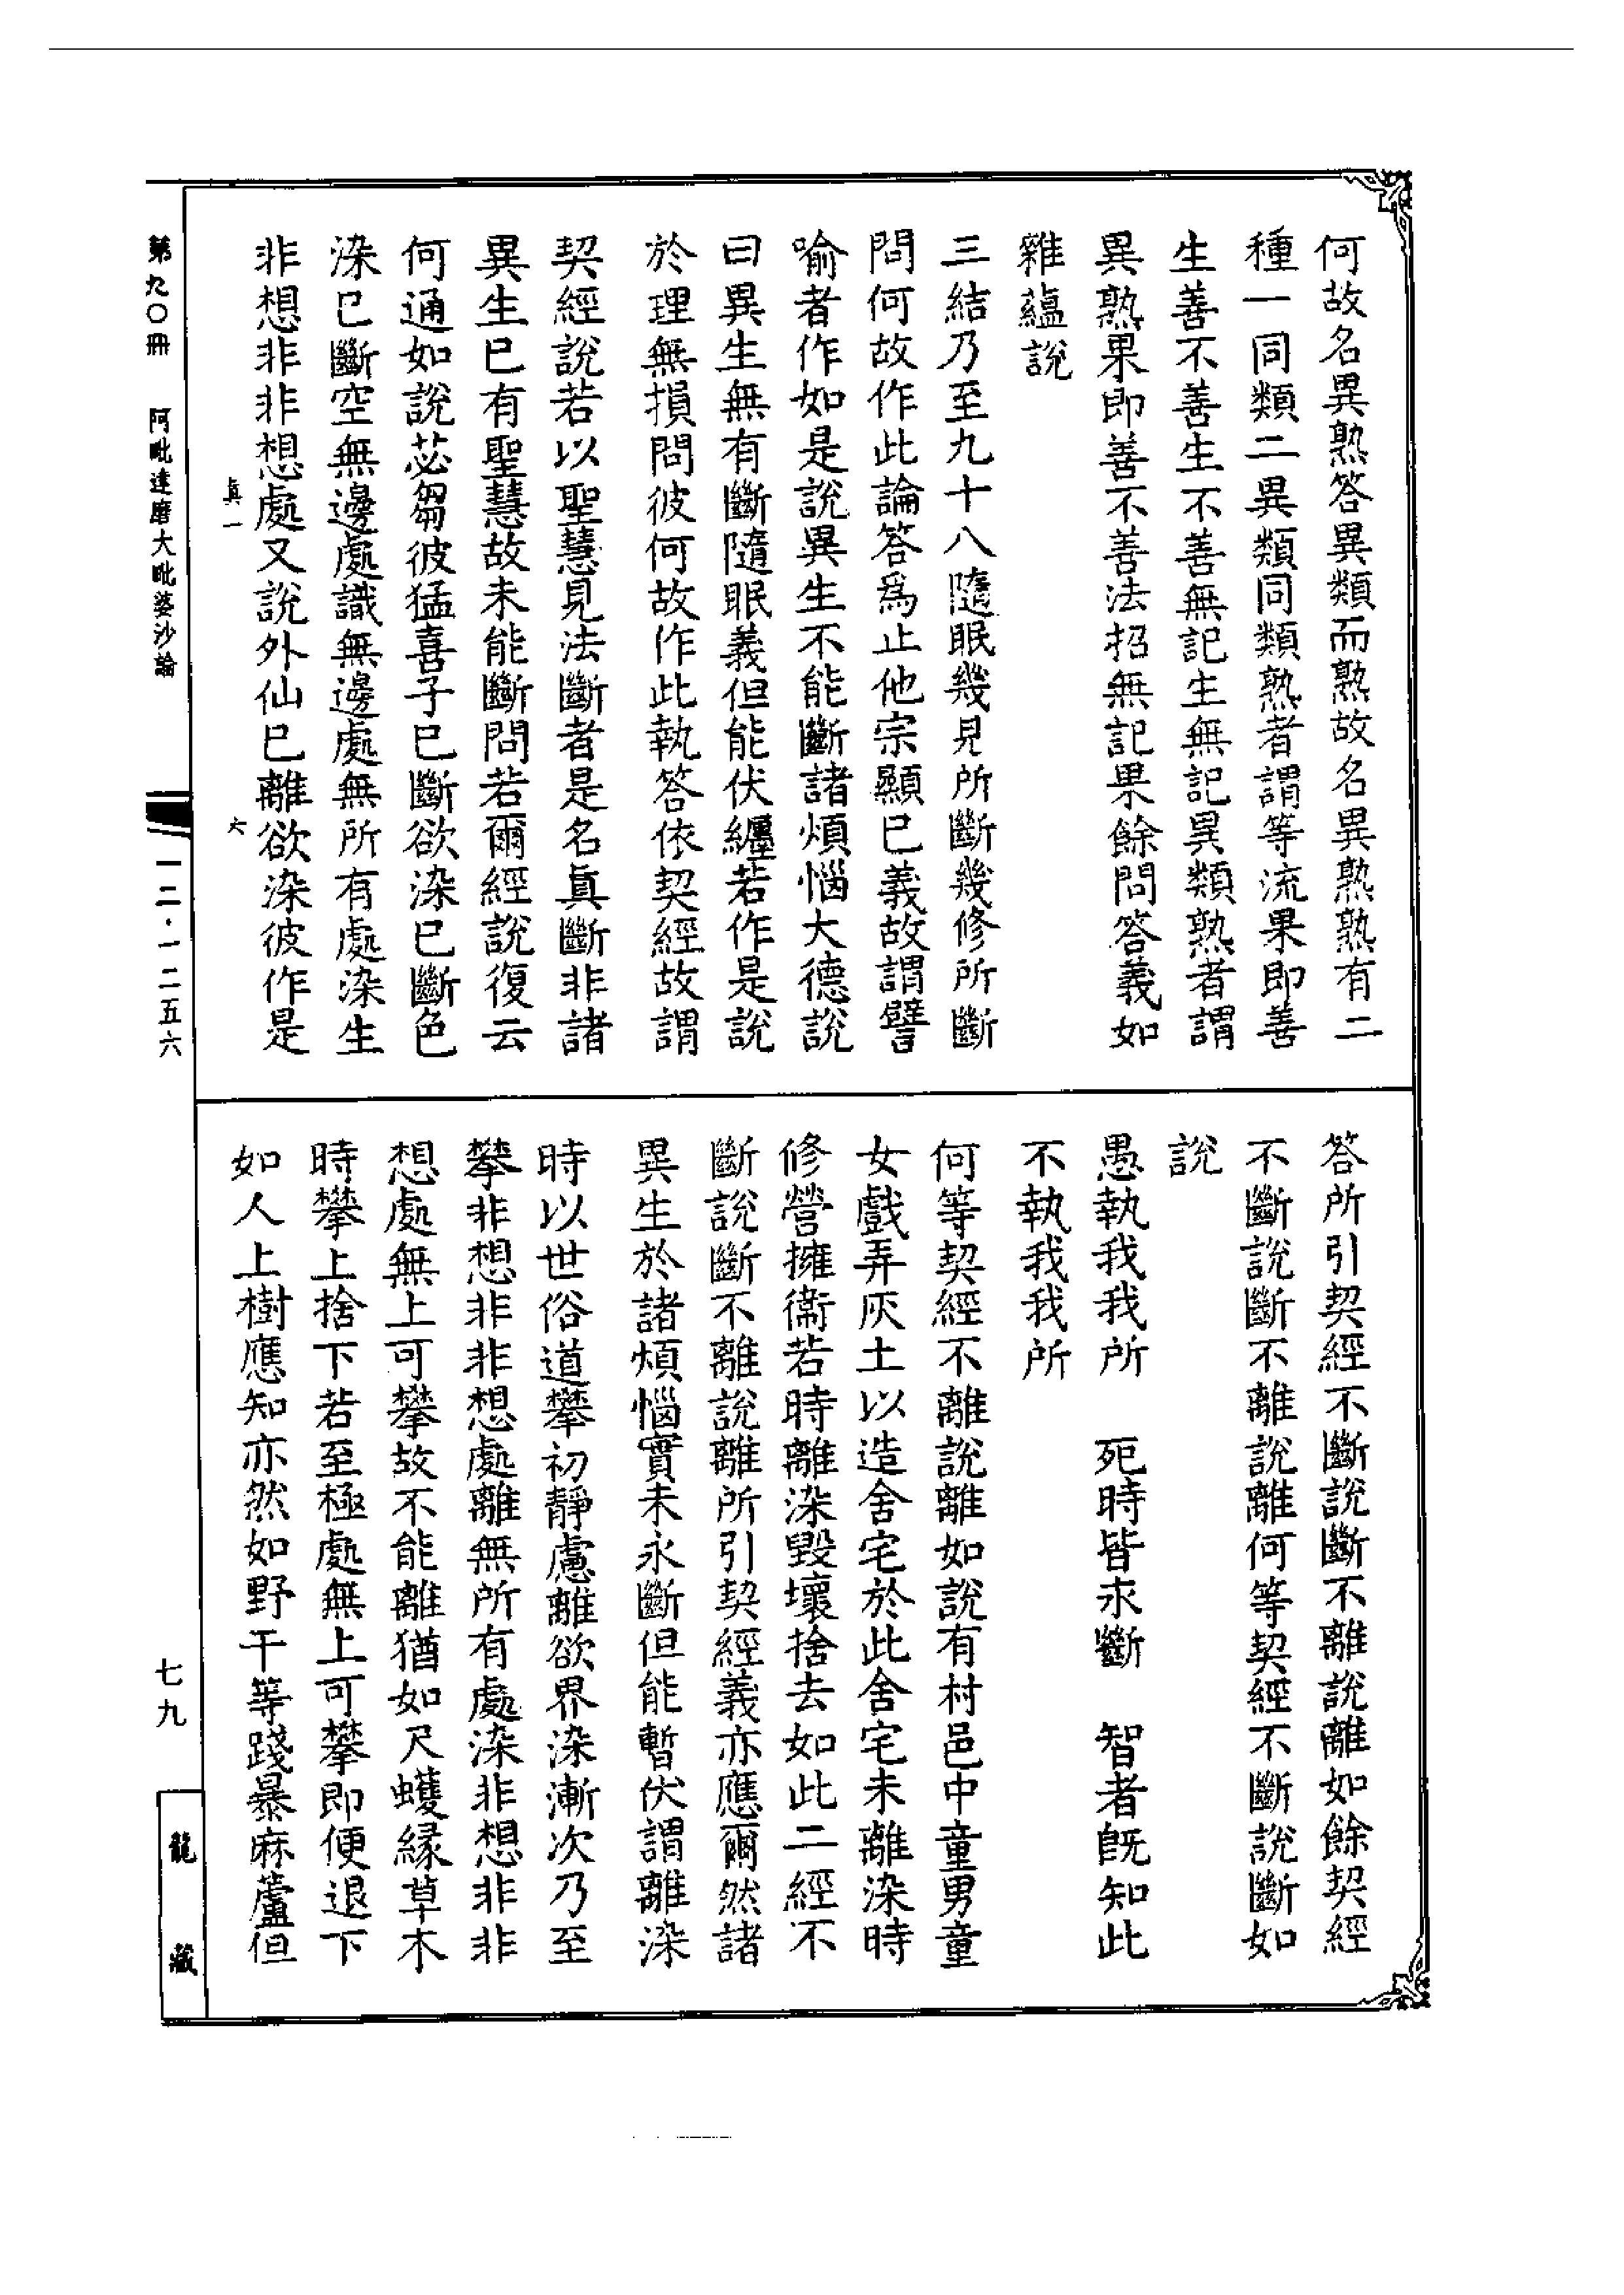 何故名異熟答異類而熟故名異熟熟有二
種一同類二異類同類熟者謂等流果即善
生善不善生不善無記生無記異類熟者謂
異熟果即善不善法招無記果餘問答義如
雜蘊說
三結乃至九十八隨眠幾見所斷幾修所斷
問何故作此論答為止他宗顯已義故謂譬
喻者作如是說異生不能斷諸煩惱大德說
曰異生無有斷隨眠義但能伏纏若作是說
於理無損問彼何故作此執答依契經故謂
契經說若以聖慧見法斷者是名真斷非諸
異生已有聖慧故未能斷問若爾經說復云
何通如說苾芻彼猛喜子已斷欲染已斷色
染已斷空無邊處識無邊處無所有處染生
非想非非想處又說外仙已離欲染彼作是
真一
六
答所引契經不斷說斷不離說離如餘契經
不斷說斷不離說離何等契經不斷說斷如
說
愚執我我所 死時皆求斷 智者既知此
不執我我所
何等契經不離說離如說有村邑中童男童
女戲弄灰土以造舍宅於此舍宅未離染時
修營擁衞若時離染毀壞捨去如此二經不
斷說斷不離說離所引契經義亦應爾然諸
異生於諸煩惱實未永斷但能暫伏謂離染
時以世俗道攀初靜慮離欲界染漸次乃至
攀非想非非想處離無所有處染非想非非
想處無上可攀故不能離猶如尺蠖緣草木
時攀上捨下若至極處無上可攀即便退下
如人上樹應知亦然如野干等踐暴麻蘆但
第九〇冊 阿毗達磨大毗婆沙論
一二·一二五六
七九
龍藏